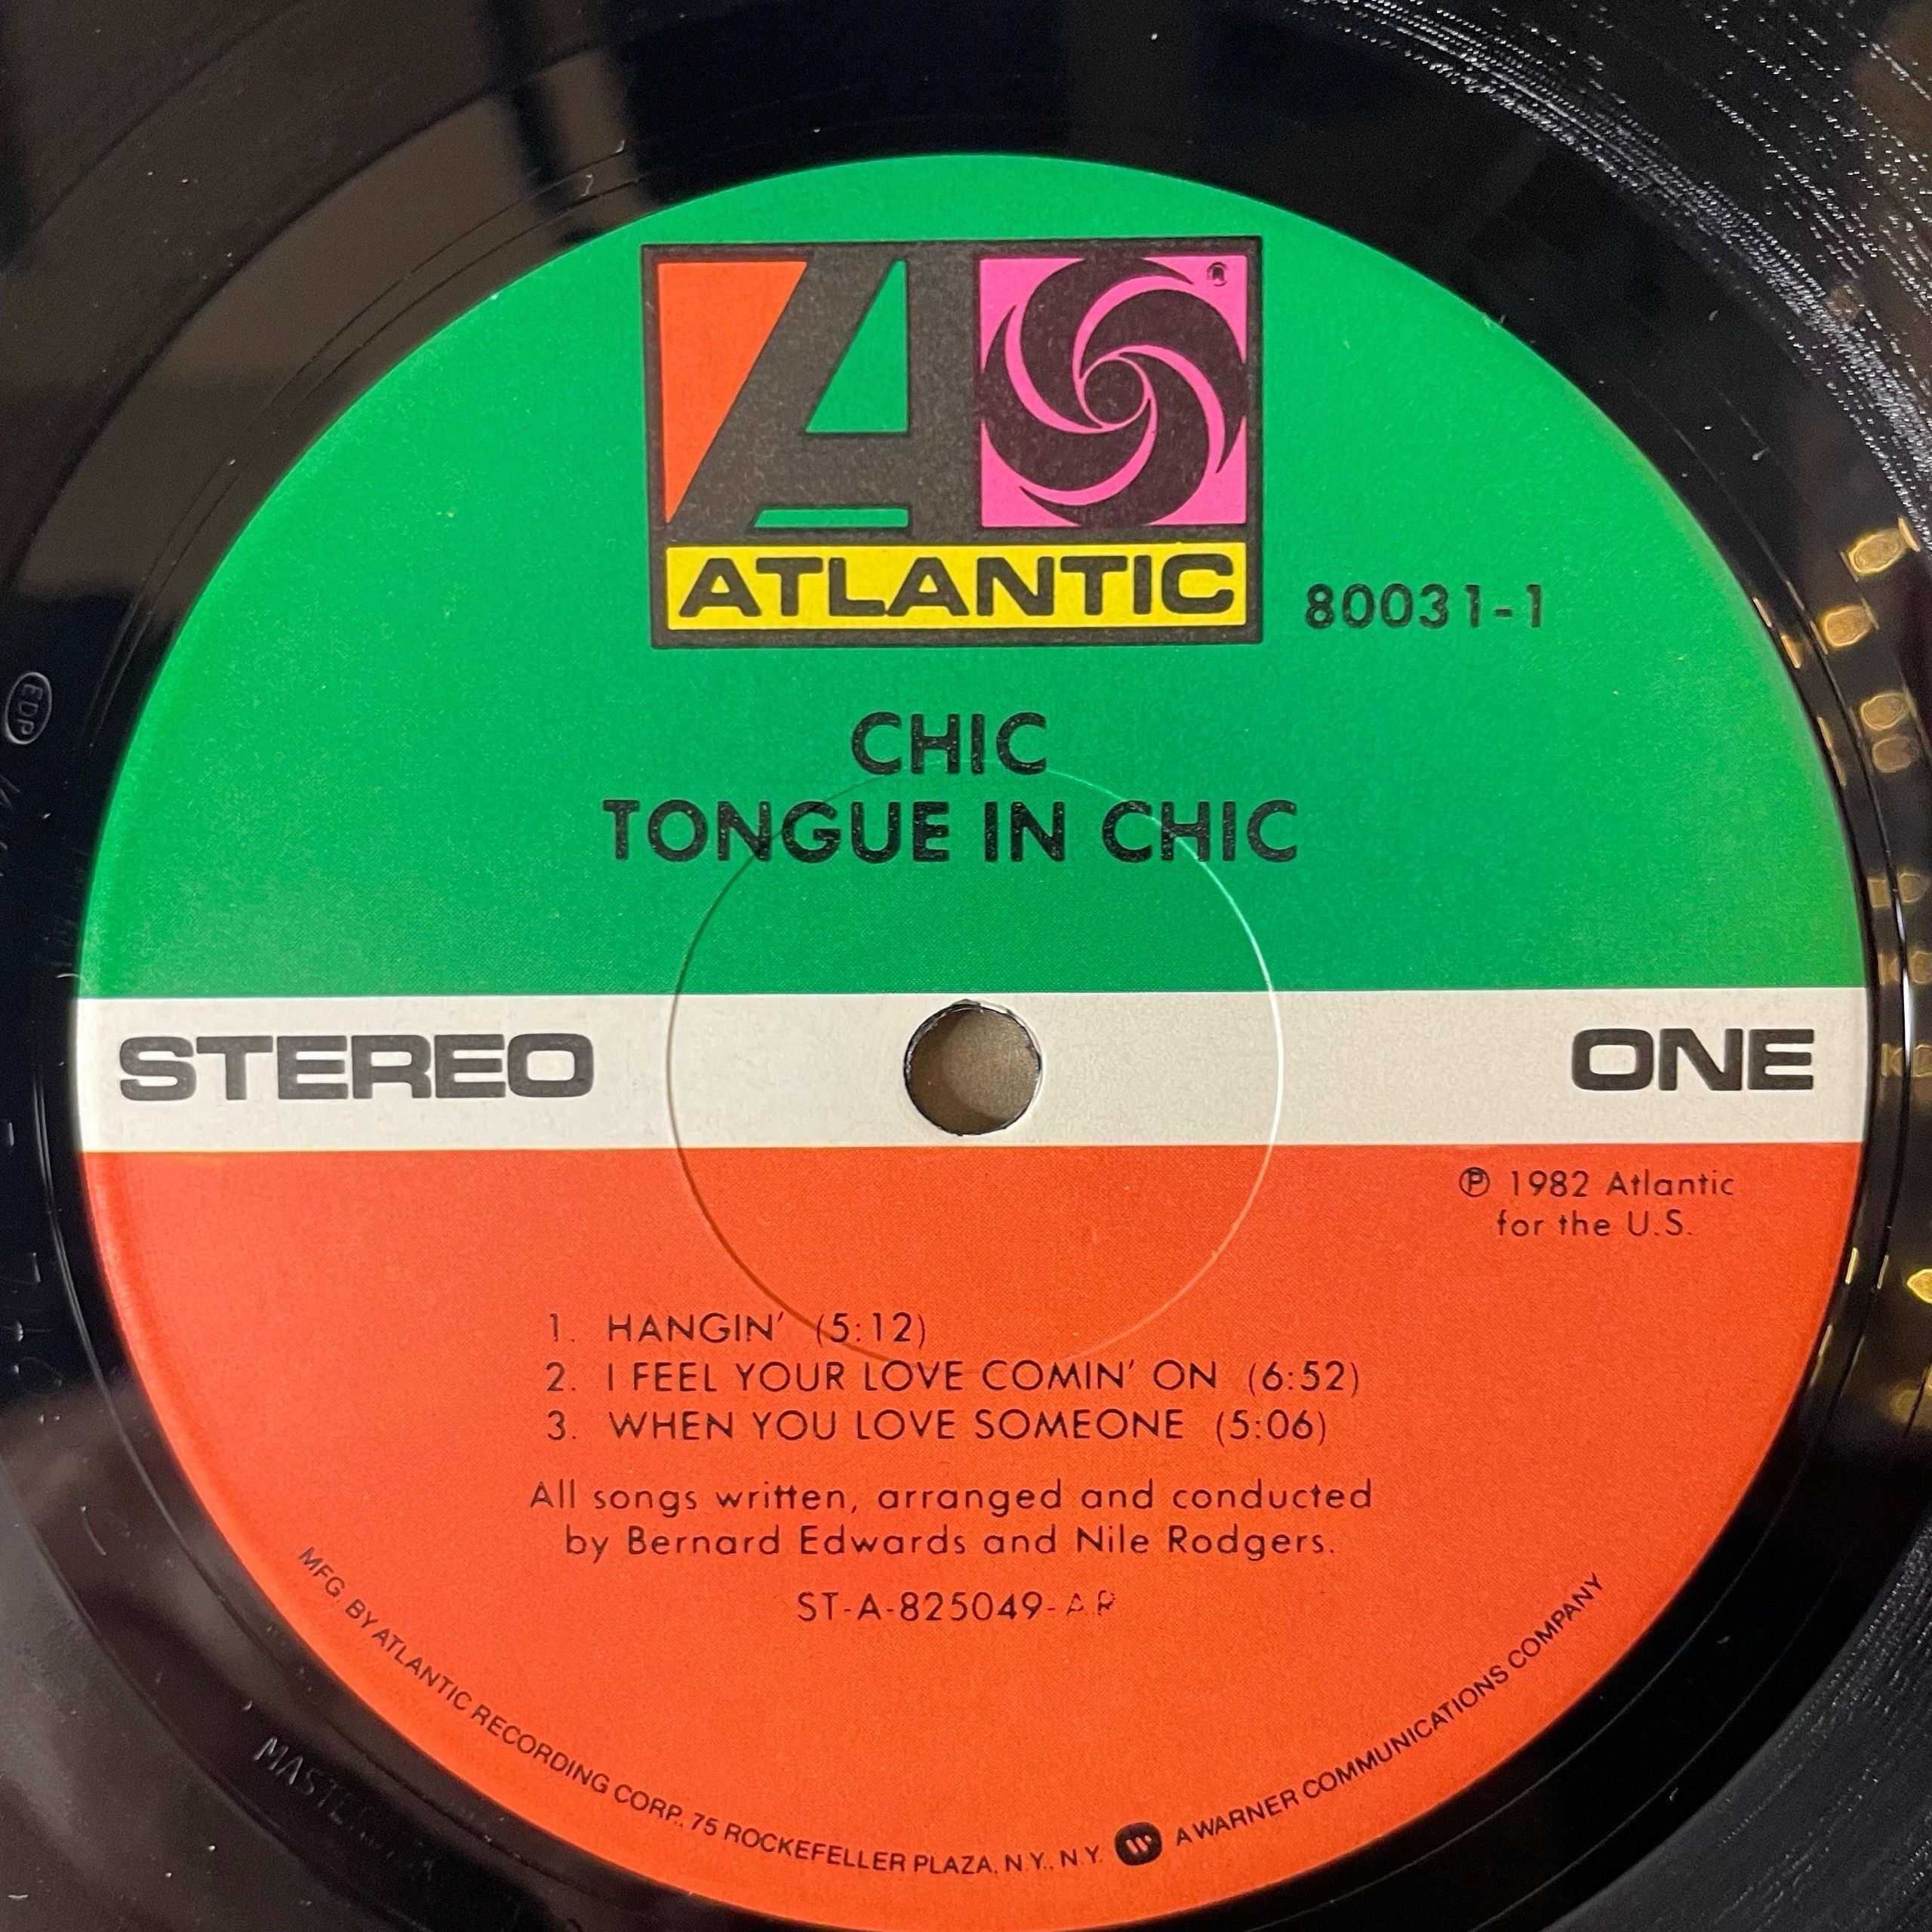 ATLANTIC
80031-1
CHIC
TONGUE IN CHIC
STEREO
ONE
℗ 1982 Atlantic
for the U.S.
1. HANGIN' (5:12)
2. I FEEL YOUR LOVE COMIN' ON (6:52)
3. WHEN YOU LOVE SOMEONE (5:06)
All songs written, arranged and conducted
by Bernard Edwards and Nile Rodgers.
ST-A-825049-AR
MFG. BY ATLANTIC RECORDING CORP., 75 ROCKEFELLER PLAZA, N.Y., N.Y. A WARNER COMMUNICATIONS COMPANY
EDP